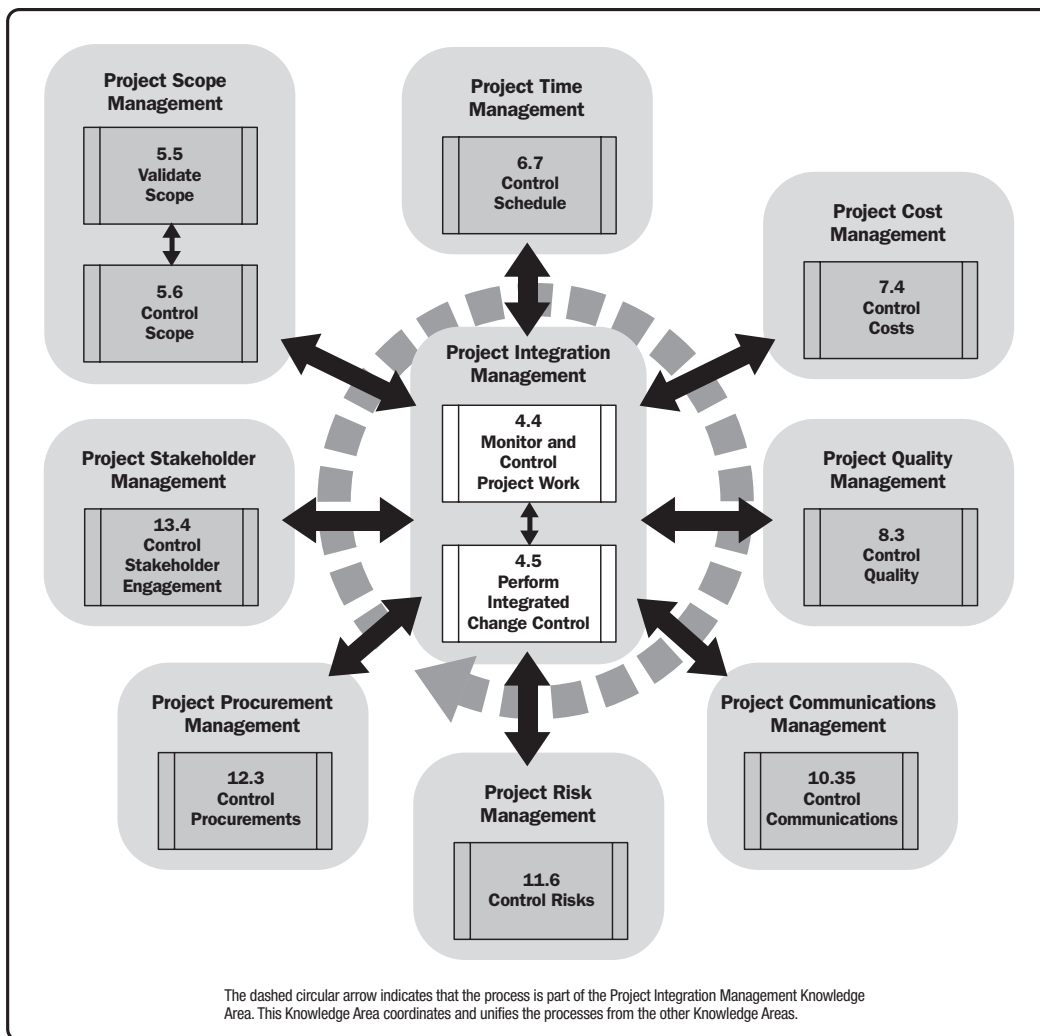 Project Scope
Management
5.5
Validate
Scope
5.6
Control
Scope
Project Time
Management
6.7
Control
Schedule
Project Cost
Management
7.4
Control
Costs
Project Integration
Management
4.4
Monitor and
Control
Project Work
4.5
Perform
Integrated
Change Control
Project Stakeholder
Management
13.4
Control
Stakeholder
Engagement
Project Quality
Management
8.3
Control
Quality
Project Procurement
Management
12.3
Control
Procurements
Project Risk
Management
11.6
Control Risks
Project Communications
Management
10.35
Control
Communications
The dashed circular arrow indicates that the process is part of the Project Integration Management Knowledge
Area. This Knowledge Area coordinates and unifies the processes from the other Knowledge Areas.